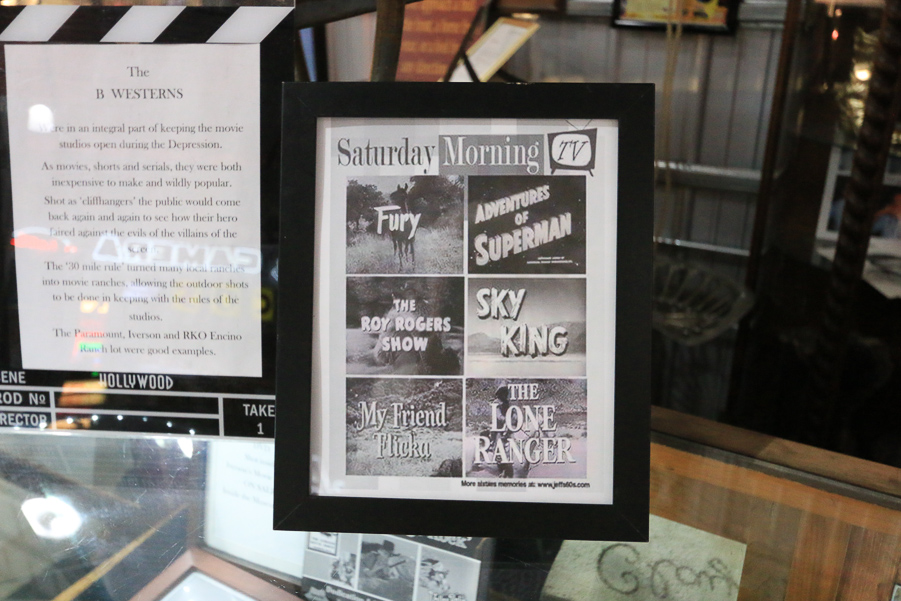 The
B WESTERNS
Were in an integral part of keeping the movie
studios open during the Depression.
As movies, shorts and serials, they were both
inexpensive to make and wildly popular.
Shot as 'cliffhangers' the public would come
back again and again to see how their hero
faired against the evils of the villains of the
The '30 mile rule' turned many local ranches
into movie ranches, allowing the outdoor shots
to be done in keeping with the rules of the
studios.
The Paramount, Iverson and RKO Encino
Ranch lot were good examples.
HOLLYWOOD
TAKE
1
Saturday Morning TV
Fury
ADVENTURES
OF
SUPERMAN
THE
ROY ROGERS
SHOW
SKY
KING
My Friend
Flicka
THE
LONE
RANGER
More sixties memories at: www.jeffs60s.com